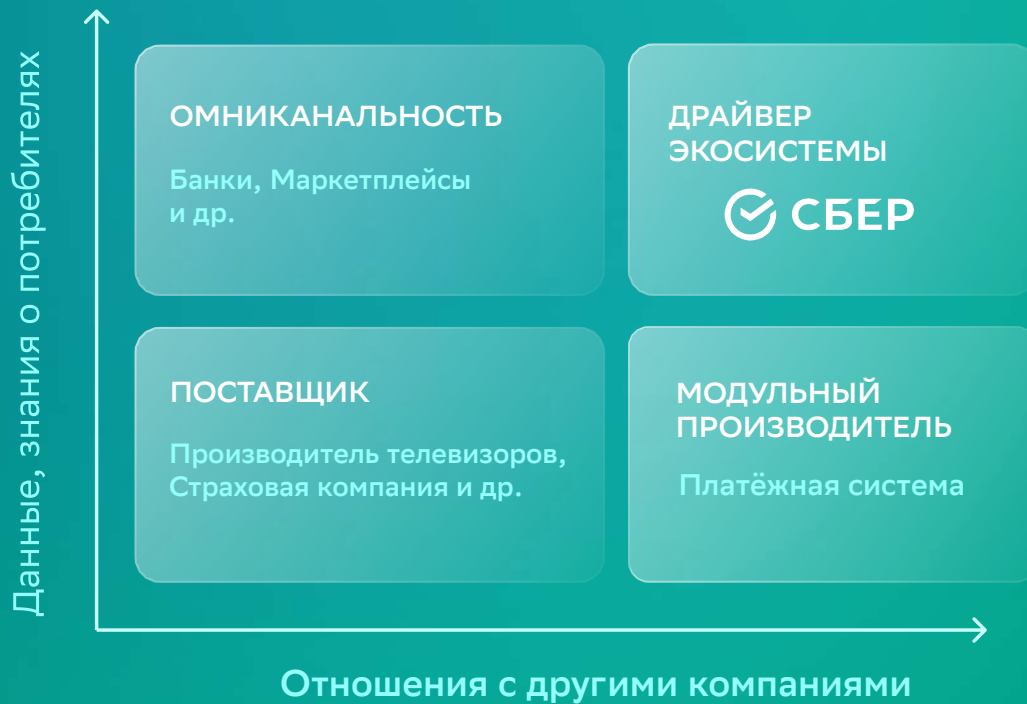 Данные, знания о потребителях
ОМНИКАНАЛЬНОСТЬ
Банки, Маркетплейсы
и др.
ДРАЙВЕР
ЭКОСИСТЕМЫ
СБЕР
ПОСТАВЩИК
Производитель телевизоров,
Страховая компания и др.
МОДУЛЬНЫЙ
ПРОИЗВОДИТЕЛЬ
Платёжная система
Отношения с другими компаниями